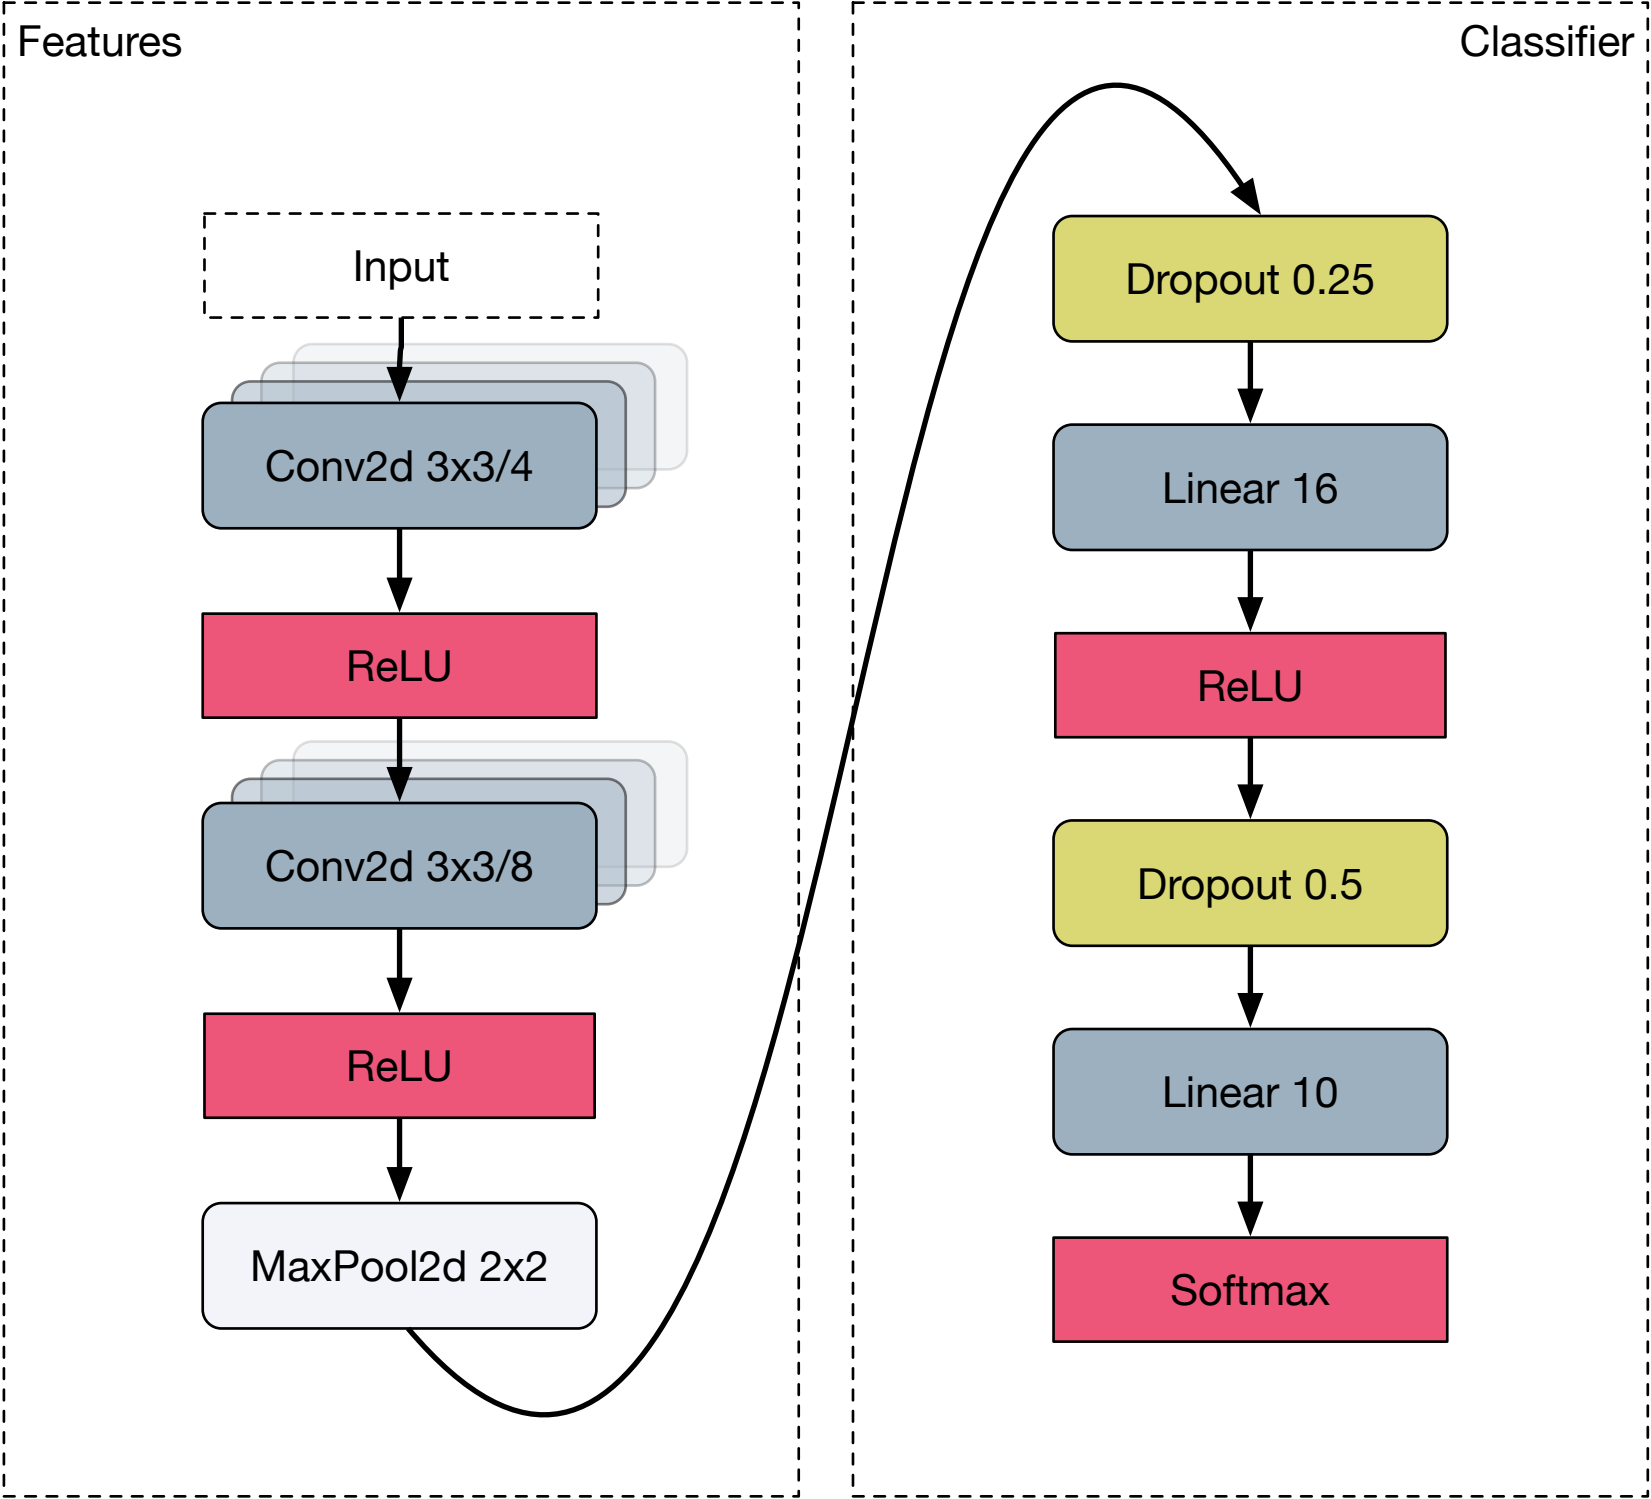 Features
Input
Conv2d 3x3/4
ReLU
Conv2d 3x3/8
ReLU
MaxPool2d 2x2
Classifier
Dropout 0.25
Linear 16
ReLU
Dropout 0.5
Linear 10
Softmax